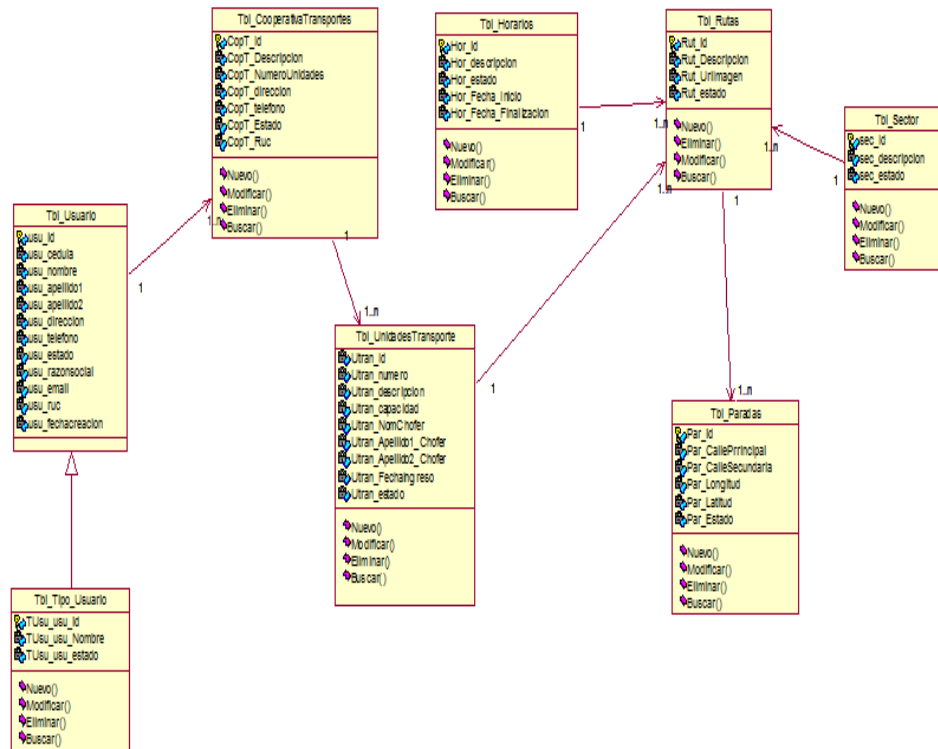 Tbl_CooperativaTransportes
CopT_Id
CopT_Descripcion
CopT_NumeroUnidades
CopT_direccion
CopT_telefono
CopT_Estado
CopT_Ruc
Nuevo()
Modificar()
Eliminar()
Buscar()
1..n
1
Tbl_Horarios
Hor_id
Hor_descripcion
Hor_estado
Hor_Fecha_Inicio
Hor_Fecha_Finalización
Nuevo()
Modificar()
Eliminar()
Buscar()
1
1..n
Tbl_Rutas
Rut_id
Rut_Descripcion
Rut_UrlImagen
Rut_estado
Nuevo()
Eliminar()
Modificar()
Buscar()
1..n
1..n
1
Tbl_Sector
sec_id
sec_descripcion
sec_estado
Nuevo()
Modificar()
Eliminar()
Buscar()
1
Tbl_Usuario
usu_id
usu_cedula
usu_nombre
usu_apellido1
usu_apellido2
usu_direccion
usu_telefono
usu_estado
usu_razonsocial
usu_email
usu_ruc
usu_fechacreacion
1
1..n
Tbl_UnidadesTransporte
Utran_id
Utran_numero
Utran_descripcion
Utran_capacidad
Utran_NomChofer
Utran_Apellido1_Chofer
Utran_Apellido2_Chofer
Utran_FechaIngreso
Utran_estado
Nuevo()
Modificar()
Eliminar()
Buscar()
1
1..n
Tbl_Paradas
Par_id
Par_CallePrrincipal
Par_CalleSecundaria
Par_Longitud
Par_Latitud
Par_Estado
Nuevo()
Modificar()
Eliminar()
Buscar()
Tbl_Tipo_Usuario
TUsu_usu_id
TUsu_usu_Nombre
TUsu_usu_estado
Nuevo()
Modificar()
Eliminar()
Buscar()